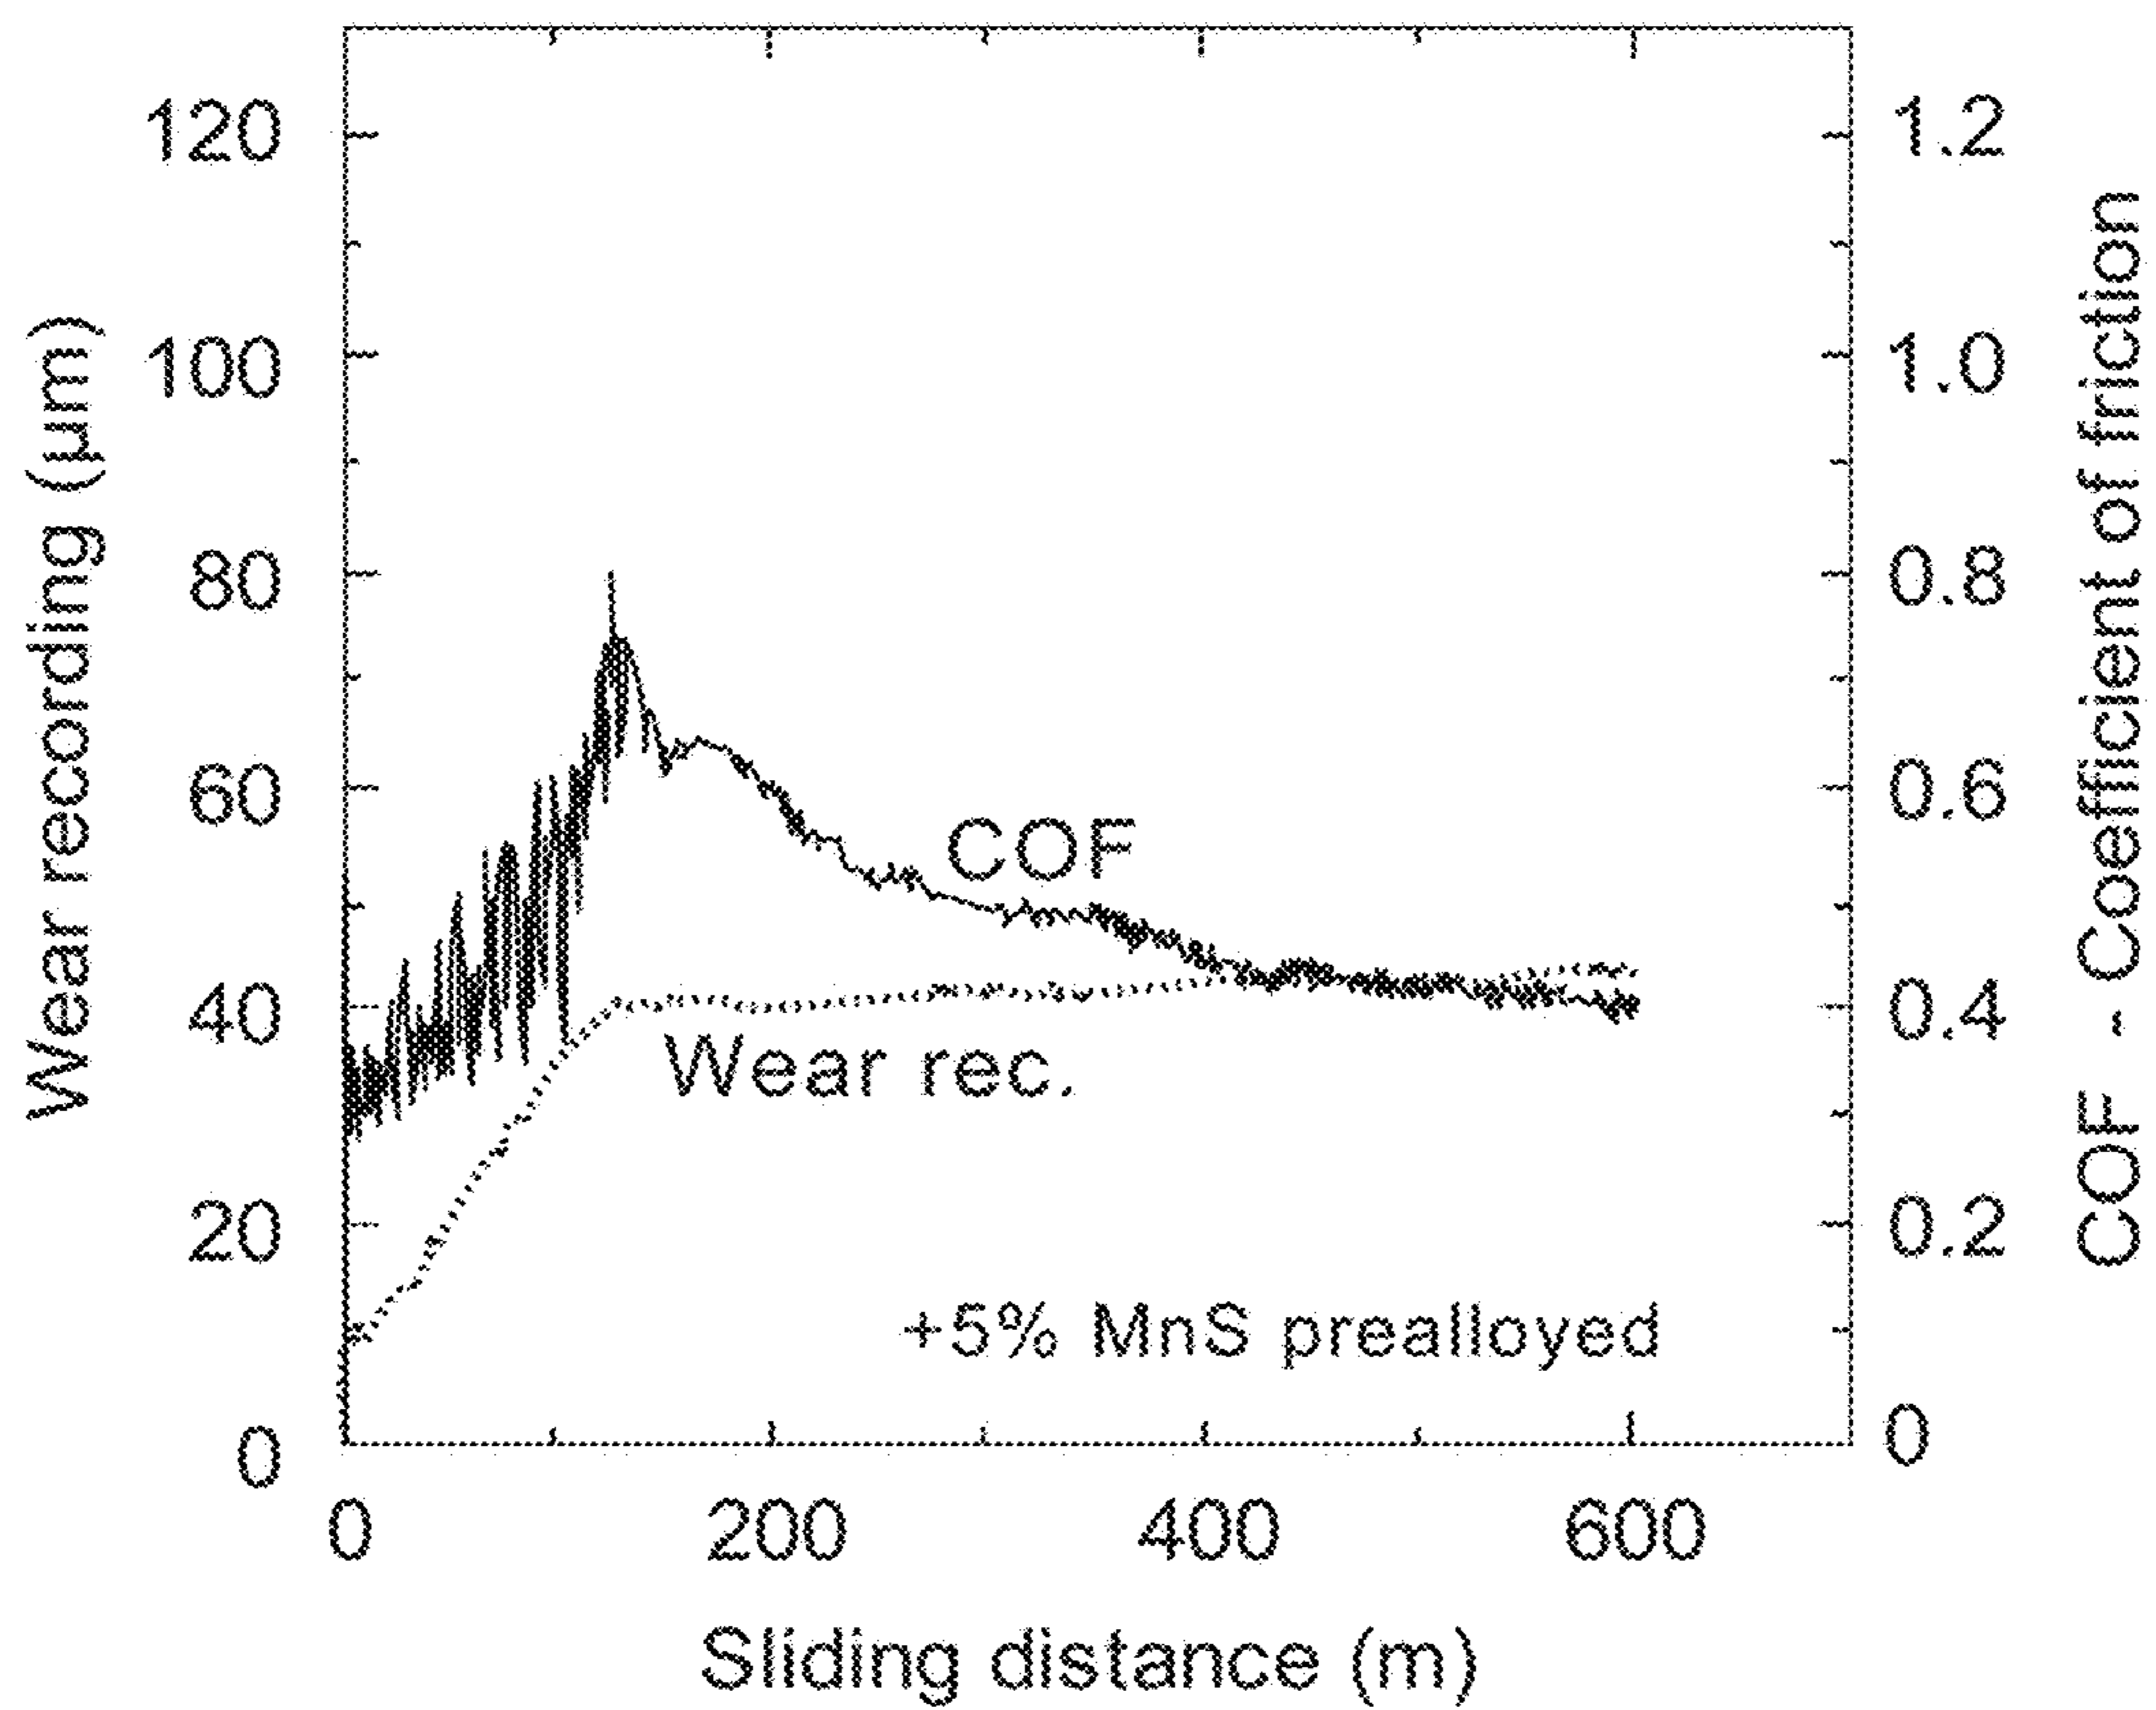 Wear recording (µm)
120
100
80
60
40
20
0
COF
Wear rec.
+5% MnS prealloyed
1.2
1.0
0.8
0.6
0.4
0.2
0
COF - Coefficient of friction
0 200 400 600
Sliding distance (m)